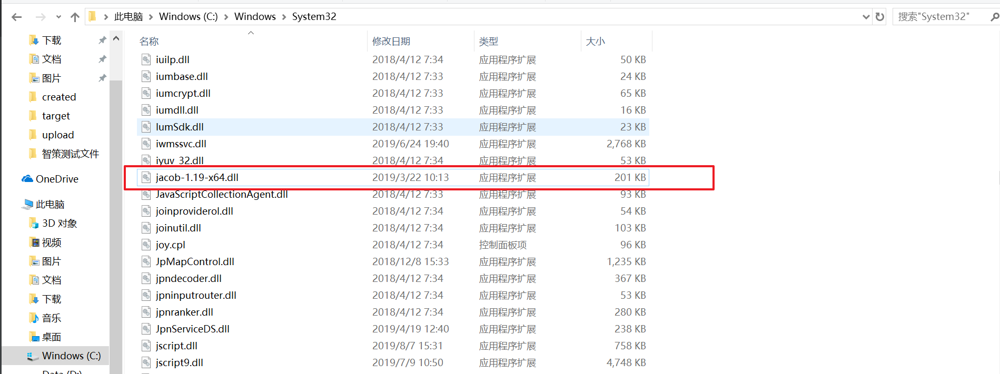 此电脑 > Windows (C:) > Windows > System32
搜索"System32"
下载
文档
图片
created
target
upload
智策测试文件
OneDrive
此电脑
3D 对象
视频
图片
文档
下载
音乐
桌面
Windows (C:)
Data (D:)
名称 修改日期 类型 大小
iuilp.dll 2018/4/12 7:34 应用程序扩展 50 KB
iumbase.dll 2018/4/12 7:33 应用程序扩展 24 KB
iumcrypt.dll 2018/4/12 7:33 应用程序扩展 65 KB
iumdll.dll 2018/4/12 7:33 应用程序扩展 16 KB
IumSdk.dll 2018/4/12 7:33 应用程序扩展 23 KB
iwmssvc.dll 2019/6/24 19:40 应用程序扩展 2,768 KB
iyuv_32.dll 2018/4/12 7:34 应用程序扩展 53 KB
jacob-1.19-x64.dll 2019/3/22 10:13 应用程序扩展 201 KB
JavaScriptCollectionAgent.dll 2018/4/12 7:33 应用程序扩展 93 KB
joinproviderol.dll 2018/4/12 7:34 应用程序扩展 54 KB
joinutil.dll 2018/4/12 7:34 应用程序扩展 103 KB
joy.cpl 2018/4/12 7:34 控制面板项 96 KB
JpMapControl.dll 2018/12/8 15:33 应用程序扩展 1,235 KB
jpndecoder.dll 2018/4/12 7:34 应用程序扩展 367 KB
jpninputrouter.dll 2018/4/12 7:34 应用程序扩展 53 KB
jpnranker.dll 2018/4/12 7:34 应用程序扩展 280 KB
JpnServiceDS.dll 2019/4/19 12:40 应用程序扩展 238 KB
jscript.dll 2019/8/7 15:31 应用程序扩展 758 KB
jscript9.dll 2019/7/9 10:50 应用程序扩展 4,748 KB